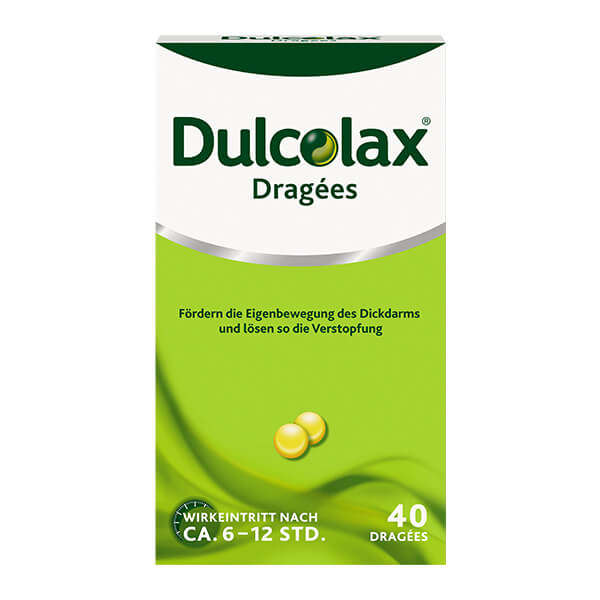 Dulcolax®
Dragées
Fördern die Eigenbewegung des Dickdarms
und lösen so die Verstopfung
WIRKEINTRITT NACH
CA. 6–12 STD.
40
DRAGÉES